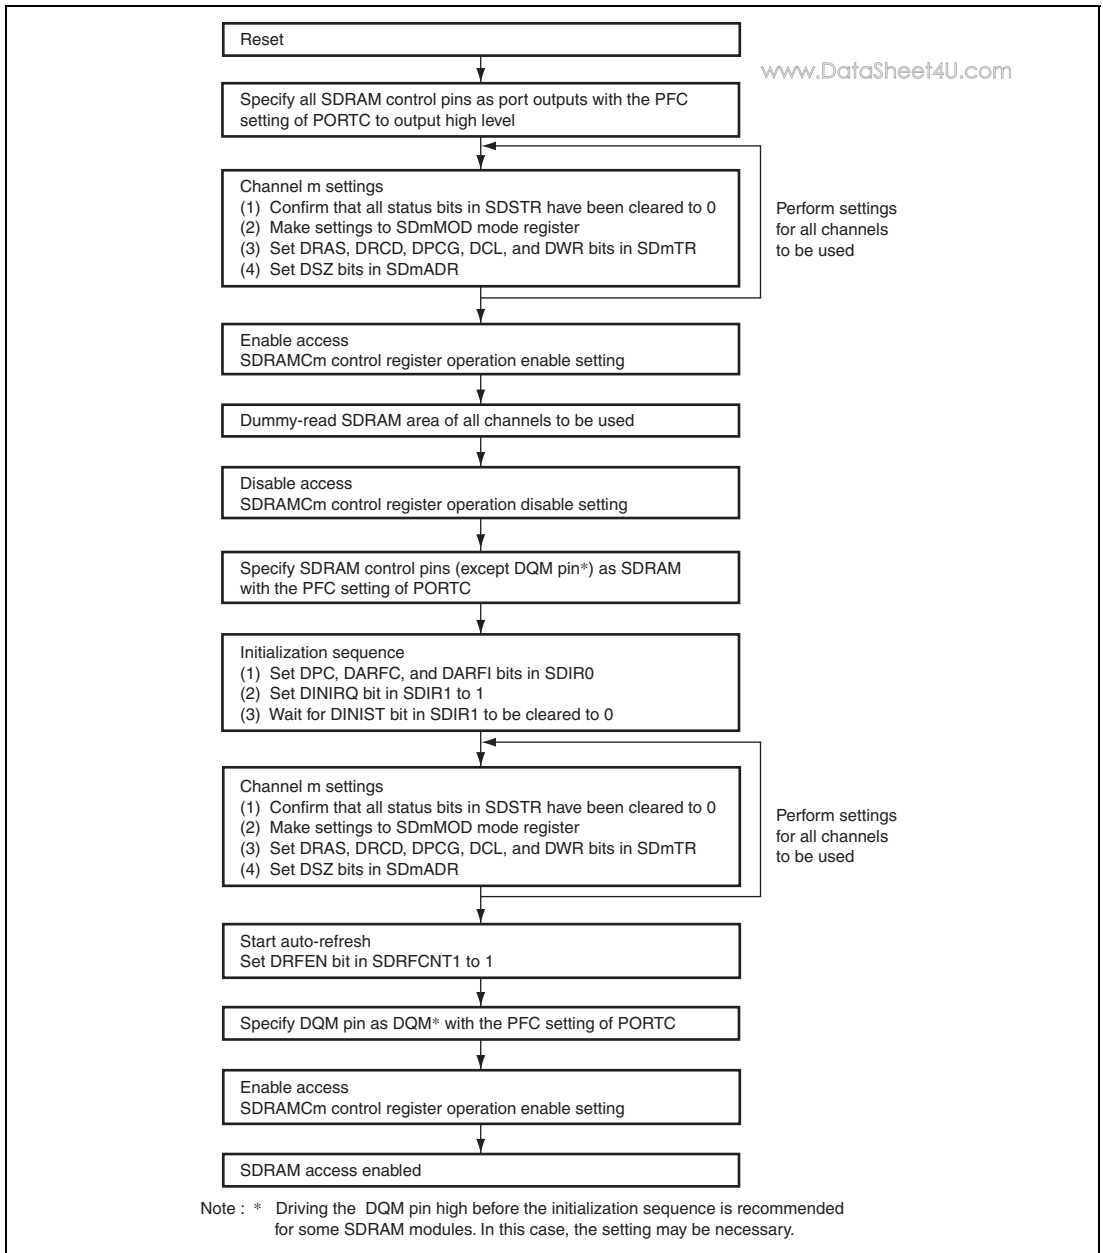 Reset
www.DataSheet4U.com
Specify all SDRAM control pins as port outputs with the PFC
setting of PORTC to output high level
Channel m settings
(1) Confirm that all status bits in SDSTR have been cleared to 0
(2) Make settings to SDmMOD mode register
(3) Set DRAS, DRCD, DPCG, DCL, and DWR bits in SDmTR
(4) Set DSZ bits in SDmADR
Perform settings
for all channels
to be used
Enable access
SDRAMCm control register operation enable setting
Dummy-read SDRAM area of all channels to be used
Disable access
SDRAMCm control register operation disable setting
Specify SDRAM control pins (except DQM pin*) as SDRAM
with the PFC setting of PORTC
Initialization sequence
(1) Set DPC, DARFC, and DARFI bits in SDIR0
(2) Set DINIRQ bit in SDIR1 to 1
(3) Wait for DINIST bit in SDIR1 to be cleared to 0
Channel m settings
(1) Confirm that all status bits in SDSTR have been cleared to 0
(2) Make settings to SDmMOD mode register
(3) Set DRAS, DRCD, DPCG, DCL, and DWR bits in SDmTR
(4) Set DSZ bits in SDmADR
Perform settings
for all channels
to be used
Start auto-refresh
Set DRFEN bit in SDRFCNT1 to 1
Specify DQM pin as DQM* with the PFC setting of PORTC
Enable access
SDRAMCm control register operation enable setting
SDRAM access enabled
Note : * Driving the DQM pin high before the initialization sequence is recommended
for some SDRAM modules. In this case, the setting may be necessary.